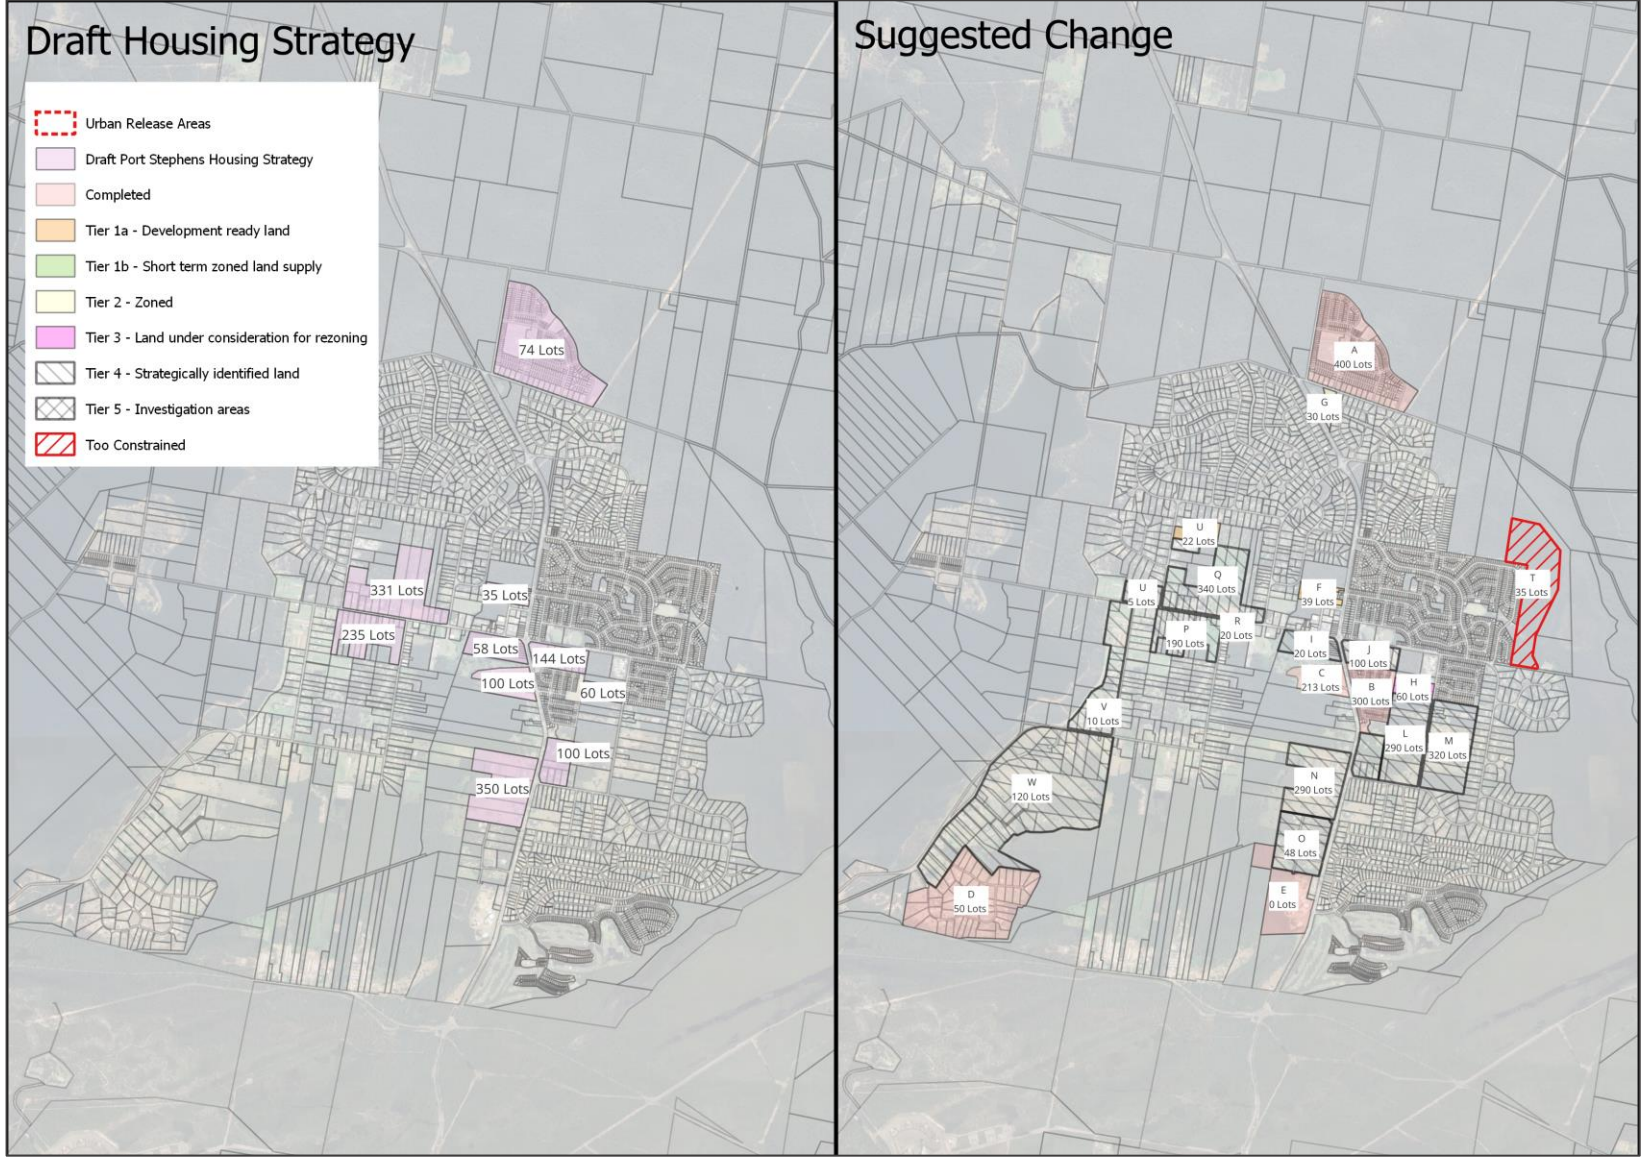 Draft Housing Strategy
Urban Release Areas
Draft Port Stephens Housing Strategy
Completed
Tier 1a - Development ready land
Tier 1b - Short term zoned land supply
Tier 2 - Zoned
Tier 3 - Land under consideration for rezoning
Tier 4 - Strategically identified land
Tier 5 - Investigation areas
Too Constrained
74 Lots
331 Lots
35 Lots
235 Lots
58 Lots
144 Lots
100 Lots
60 Lots
100 Lots
350 Lots
Suggested Change
A
400 Lots
G
30 Lots
U
22 Lots
Q
340 Lots
U
5 Lots
F
39 Lots
T
35 Lots
R
20 Lots
P
190 Lots
I
20 Lots
J
100 Lots
C
213 Lots
B
300 Lots
H
60 Lots
V
10 Lots
L
290 Lots
M
320 Lots
W
120 Lots
N
290 Lots
O
48 Lots
D
50 Lots
E
0 Lots